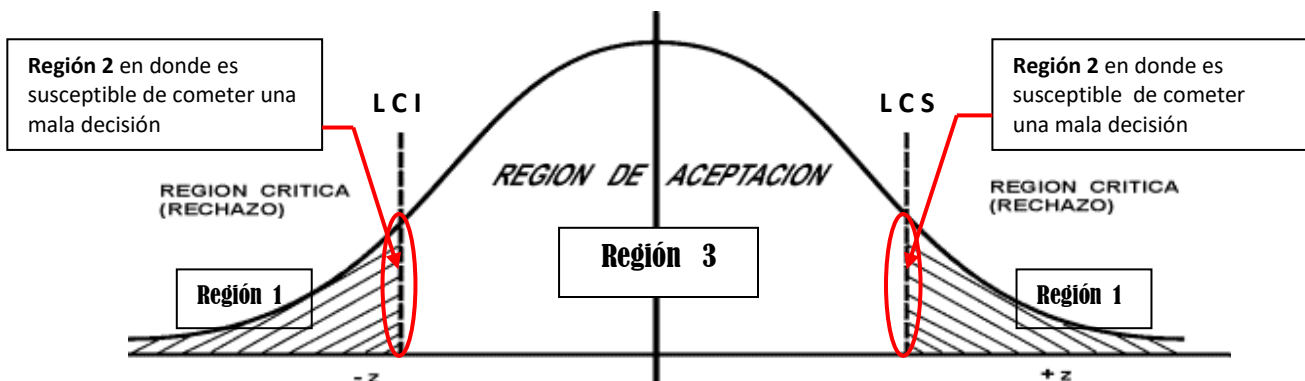 Región 2 en donde es
susceptible de cometer una
mala decisión
Región 2 en donde es
susceptible de cometer
una mala decisión
L C I
L C S
REGION DE ACEPTACION
REGION CRITICA
(RECHAZO)
REGION CRITICA
(RECHAZO)
Región 3
Región 1
Región 1
- z
+ z